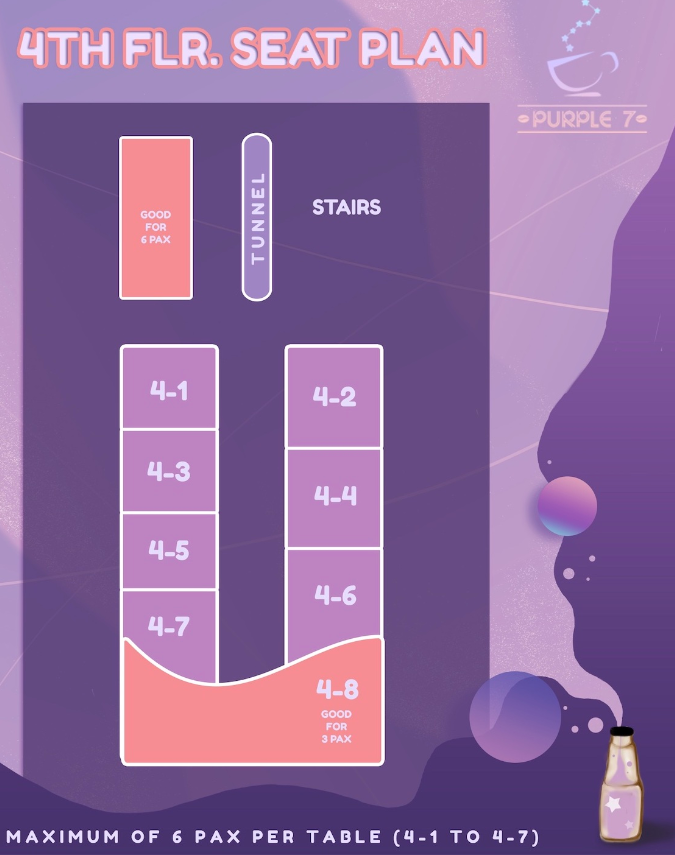 4TH FLR. SEAT PLAN
PURPLE 7
GOOD
FOR
6 PAX
TUNNEL
STAIRS
4-1
4-2
4-3
4-4
4-5
4-6
4-7
4-8
GOOD
FOR
3 PAX
MAXIMUM OF 6 PAX PER TABLE (4-1 TO 4-7)